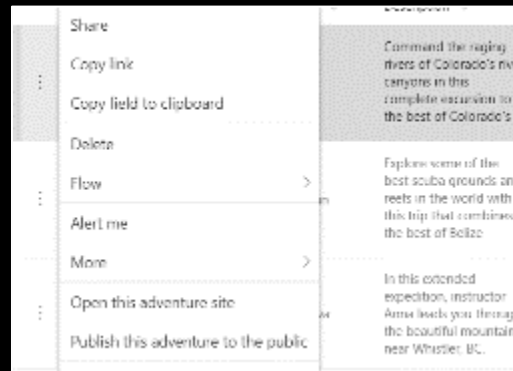 Share
Copy link
Copy field to clipboard
Delete
Flow
Alert me
More
Open this adventure site
Publish this adventure to the public
Command the raging
rivers of Colorado's riv
canyons in this
complete excursion to
the best of Colorado's
Explore some of the
best scuba grounds an
reefs in the world with
this trip that combines
the best of Belize
In this extended
expedition, instructor
Anna leads you throug
the beautiful mountain
near Whistler, BC.